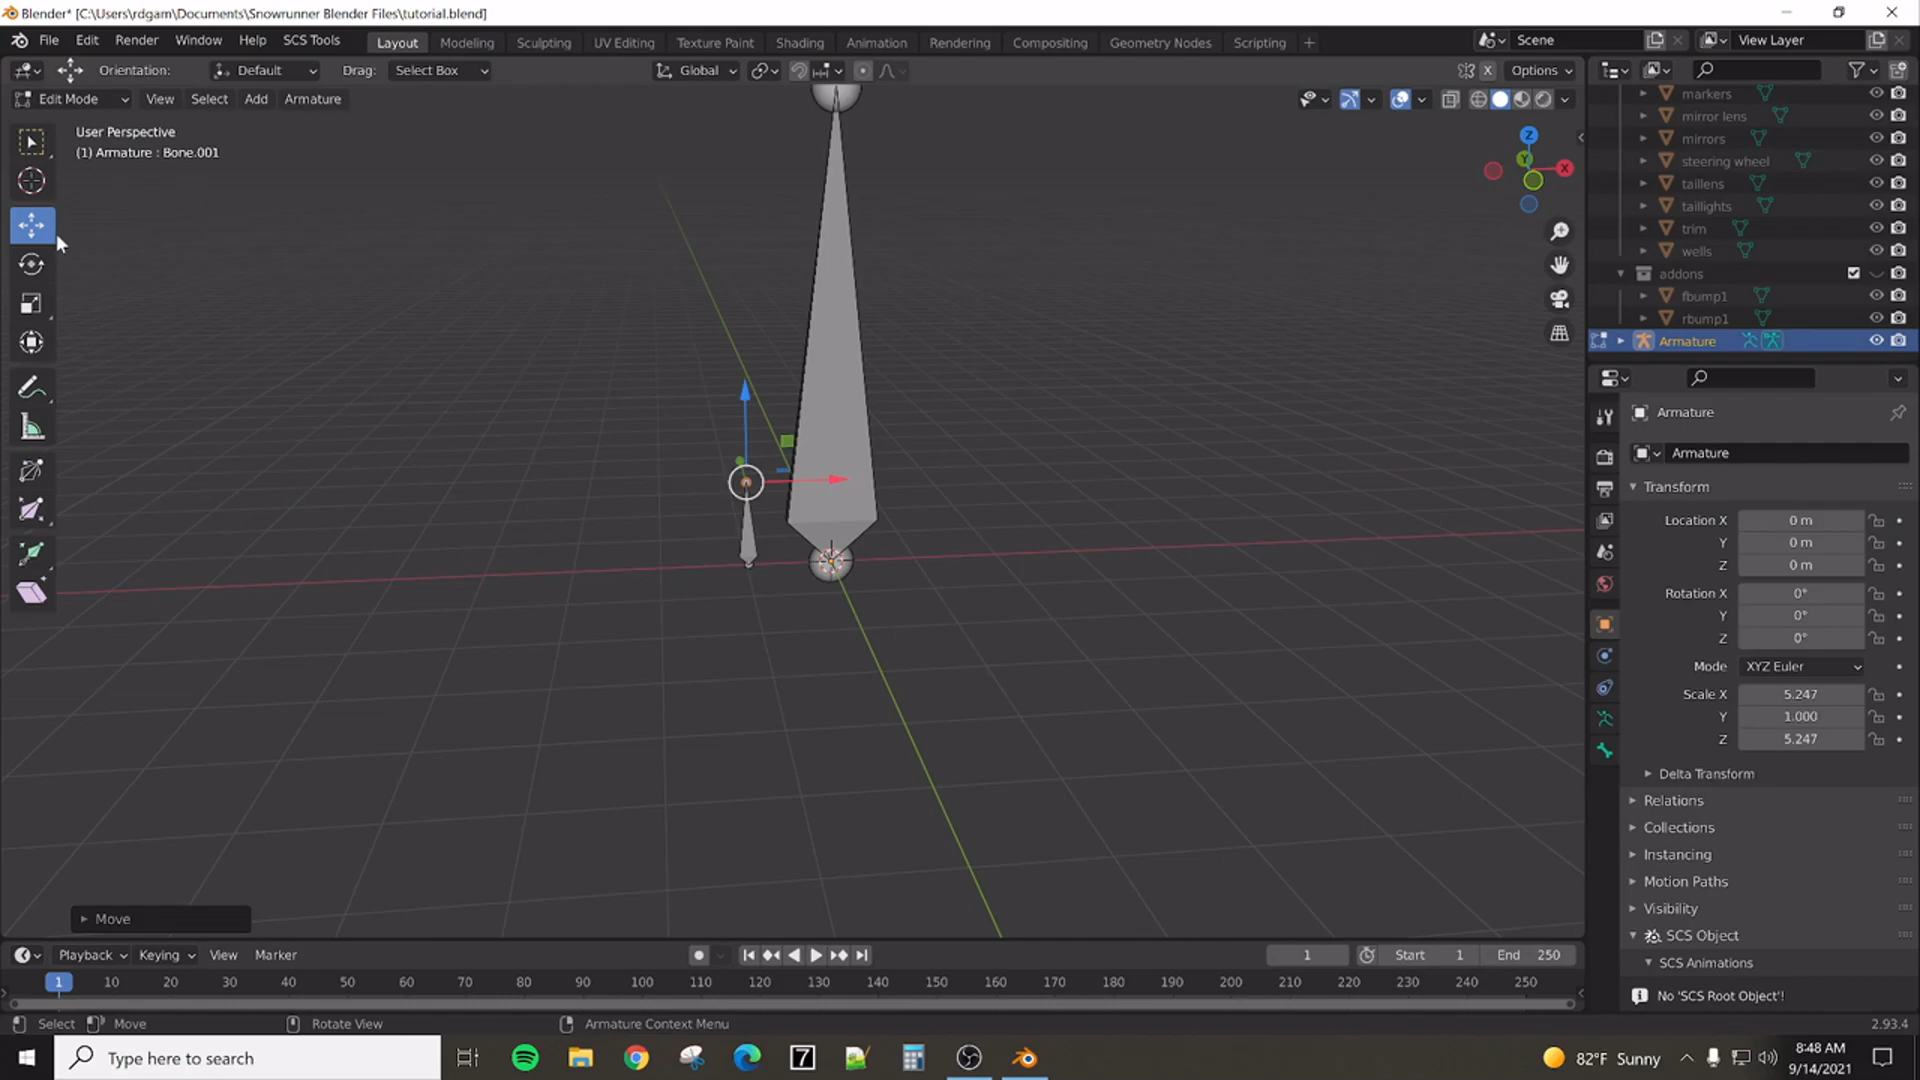 Blender* [C:\Users\rdgam\Documents\Snowrunner Blender Files\tutorial.blend]
File Edit Render Window Help SCS Tools Layout Modeling Sculpting UV Editing Texture Paint Shading Animation Rendering Compositing Geometry Nodes Scripting + Scene View Layer
Orientation: Default Drag: Select Box Global Options
Edit Mode View Select Add Armature
User Perspective
(1) Armature : Bone.001
Z
Y
X
markers
mirror lens
mirrors
steering wheel
taillens
taillights
trim
wells
addons
fbump1
rbump1
Armature
Armature
Armature
Transform
Location X 0 m
Y 0 m
Z 0 m
Rotation X 0°
Y 0°
Z 0°
Mode XYZ Euler
Scale X 5.247
Y 1.000
Z 5.247
Delta Transform
Relations
Collections
Instancing
Motion Paths
Visibility
SCS Object
SCS Animations
No 'SCS Root Object'!
Move
Playback Keying View Marker 1 Start 1 End 250
1 10 20 30 40 50 60 70 80 90 100 110 120 130 140 150 160 170 180 190 200 210 220 230 240 250
Select Move Rotate View Armature Context Menu 2.93.4
Type here to search
7
82°F Sunny
8:48 AM
9/14/2021